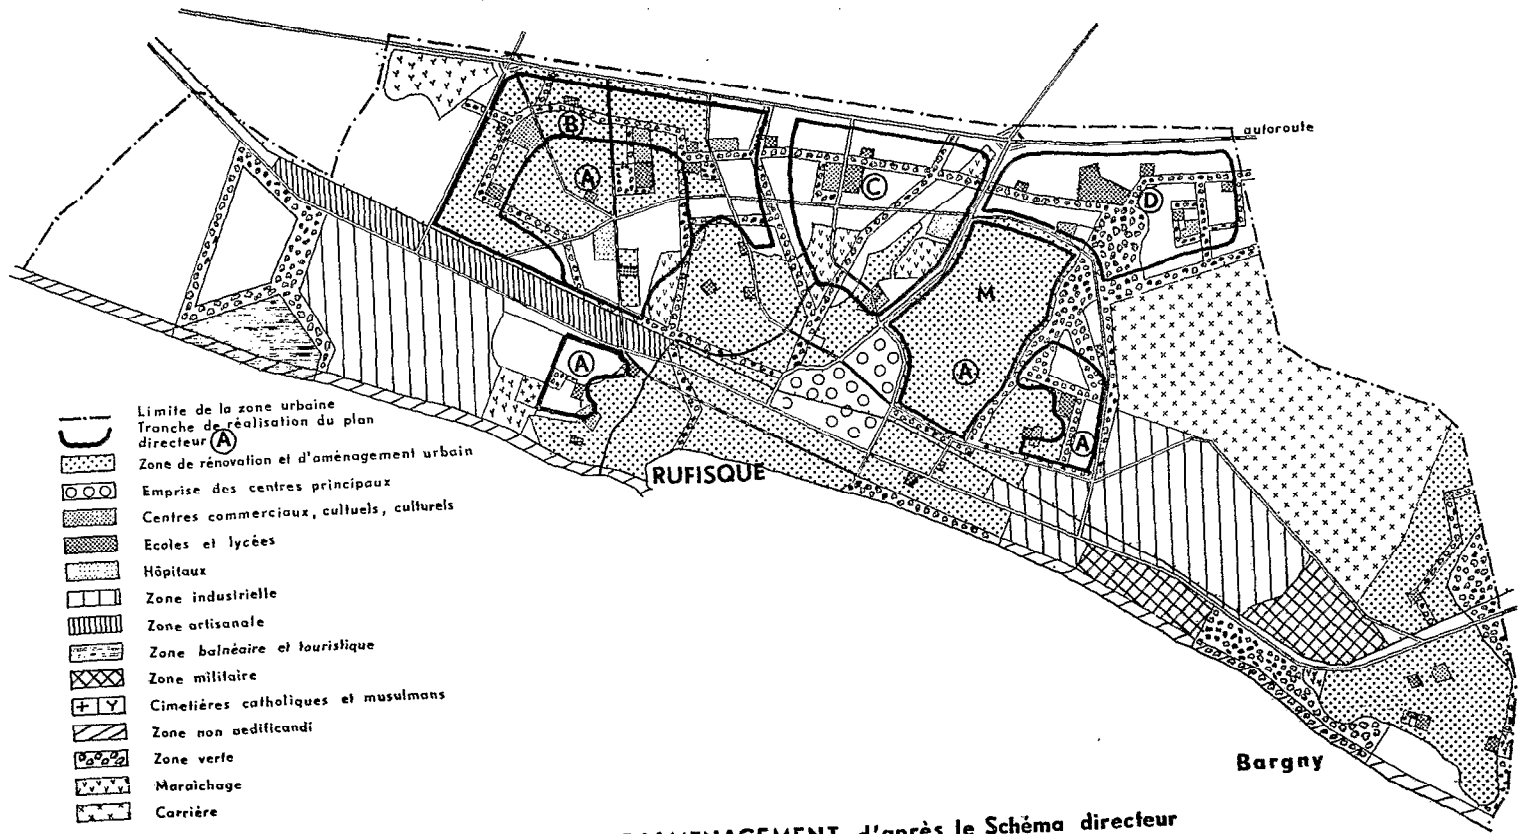 autoroute
B
A
C
D
M
A
A
A
RUFISQUE
Bargny
Limite de la zone urbaine
Tranche de réalisation du plan
directeur A
Zone de rénovation et d'aménagement urbain
Emprise des centres principaux
Centres commerciaux, cultuels, culturels
Ecoles et lycées
Hôpitaux
Zone industrielle
Zone artisanale
Zone balnéaire et touristique
Zone militaire
Cimetières catholiques et musulmans
Zone non aedificandi
Zone verte
Maraîchage
Carrière
d'après le Schéma directeur